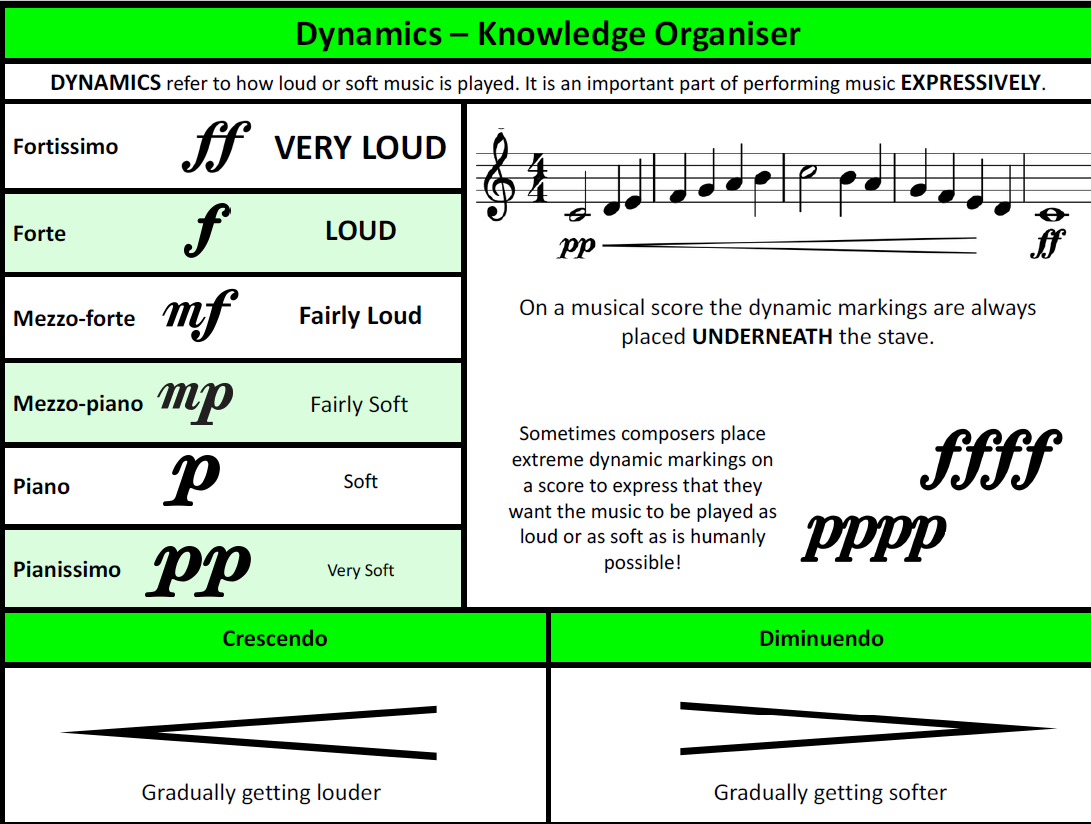 Dynamics – Knowledge Organiser
DYNAMICS refer to how loud or soft music is played. It is an important part of performing music EXPRESSIVELY.
Fortissimo ff VERY LOUD
Forte f LOUD
Mezzo-forte mf Fairly Loud
Mezzo-piano mp Fairly Soft
Piano p Soft
Pianissimo pp Very Soft
4
4
pp ff
On a musical score the dynamic markings are always
placed UNDERNEATH the stave.
Sometimes composers place
extreme dynamic markings on
a score to express that they
want the music to be played as
loud or as soft as is humanly
possible!
ffff
pppp
Crescendo
Gradually getting louder
Diminuendo
Gradually getting softer